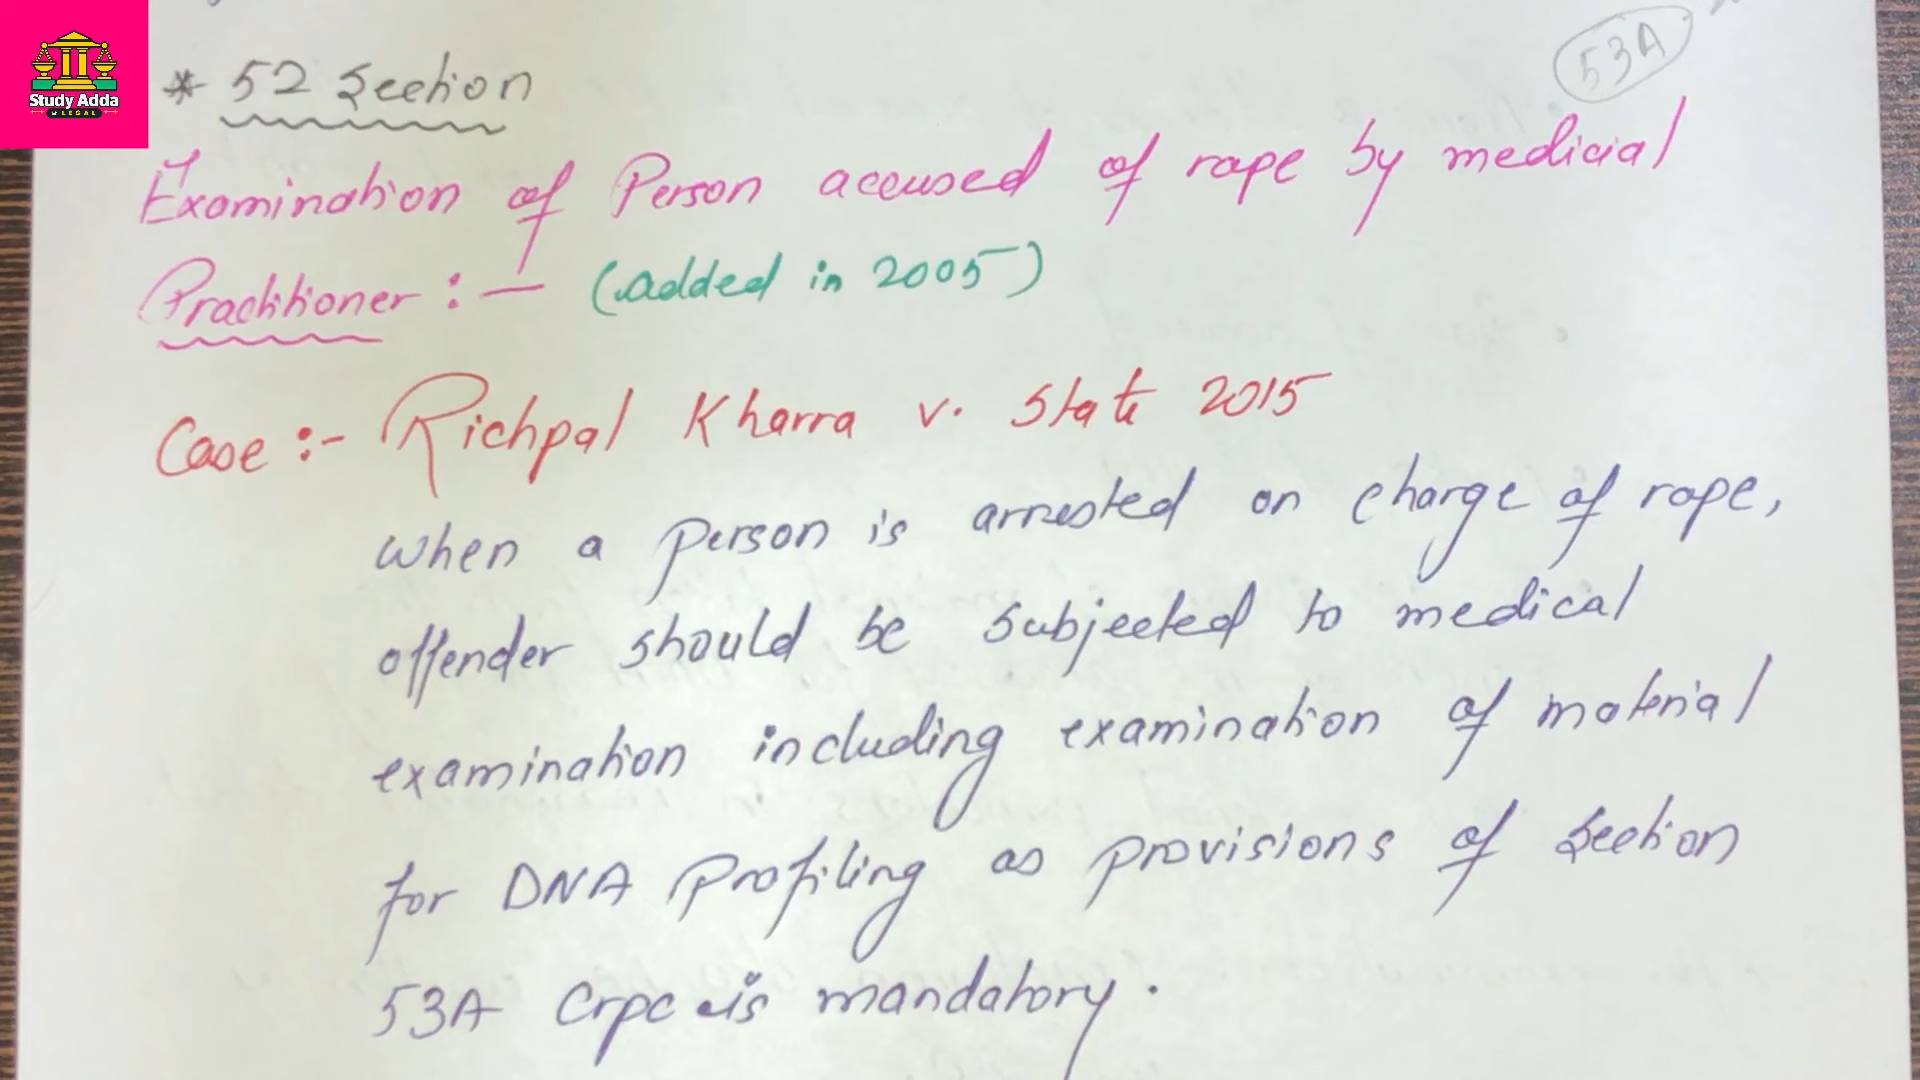 Study Adda
LEGAL
53A
* 52 Section
Examination of Person accused of rape by medicial
Practitioner :- (added in 2005)
Case :- Richpal Kharra v. State 2015
when a person is arrested on charge of rape,
offender should be subjected to medical
examination including examination of material
for DNA Profiling as provisions of Section
53A Crpc is mandatory.